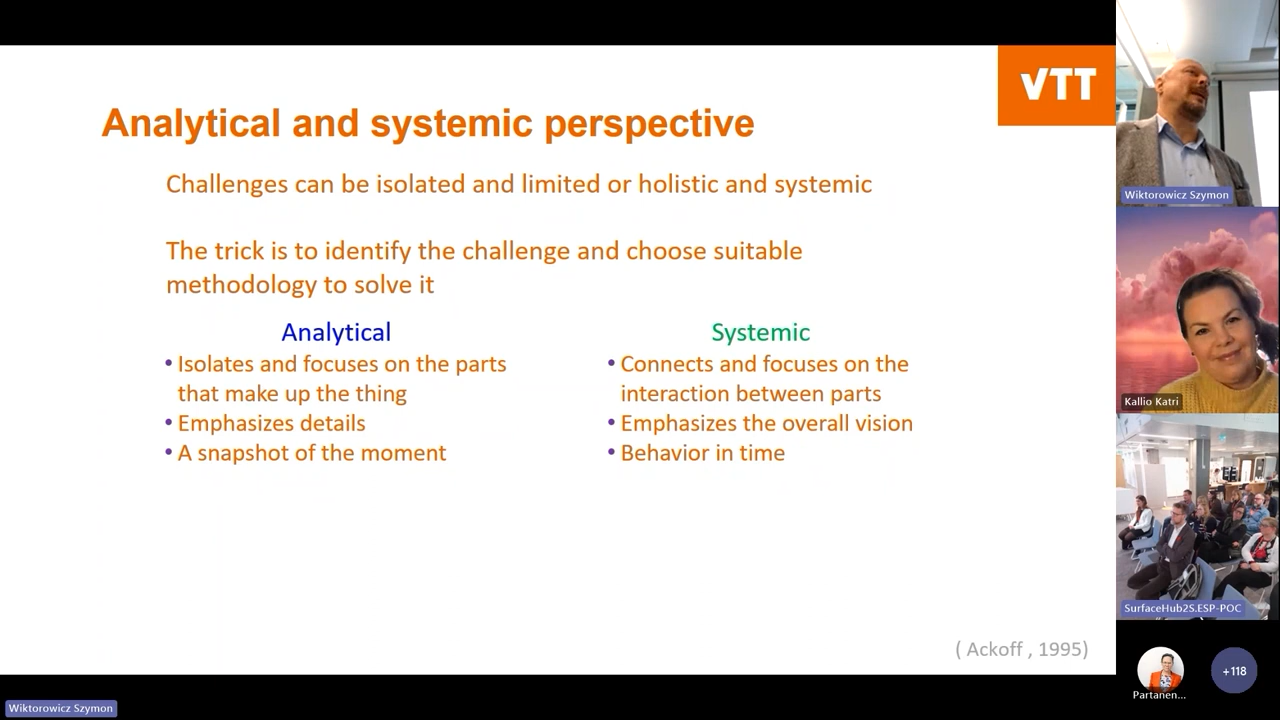 VTT
Analytical and systemic perspective
Challenges can be isolated and limited or holistic and systemic
The trick is to identify the challenge and choose suitable
methodology to solve it
Analytical
• Isolates and focuses on the parts
that make up the thing
• Emphasizes details
• A snapshot of the moment
Systemic
• Connects and focuses on the
interaction between parts
• Emphasizes the overall vision
• Behavior in time
( Ackoff , 1995)
Wiktorowicz Szymon
Wiktorowicz Szymon
Kallio Katri
SurfaceHub2S.ESP-POC
Partanen...
+118